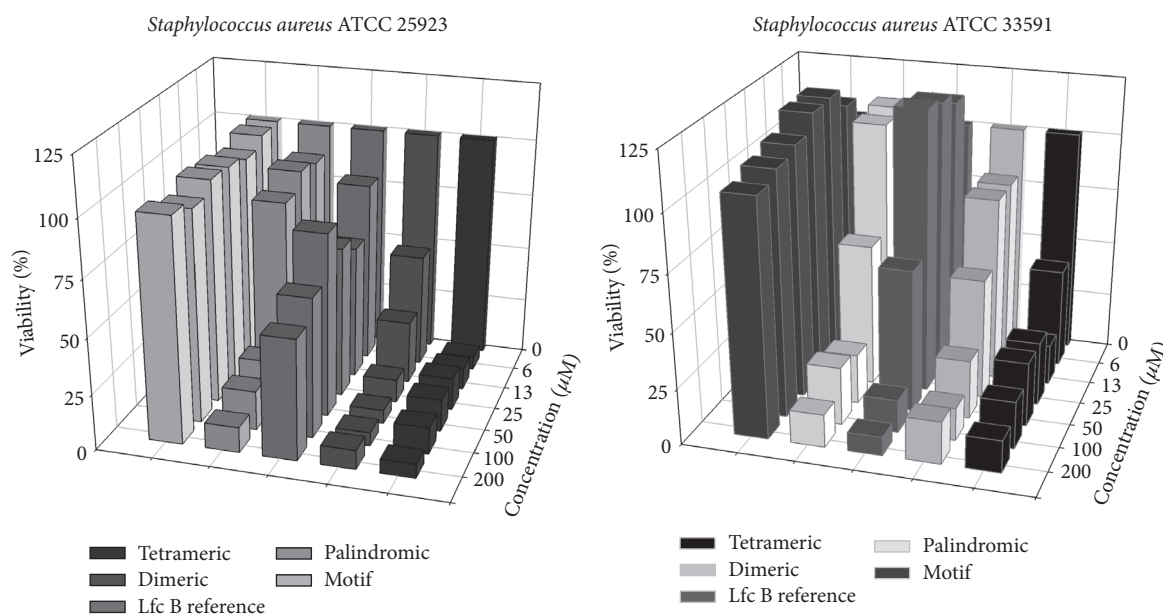 Staphylococcus aureus ATCC 25923
125
100
75
50
25
0
Viability (%)
0
6
13
25
50
100
200
Concentration (μM)
Tetrameric
Dimeric
Lfc B reference
Palindromic
Motif
Staphylococcus aureus ATCC 33591
125
100
75
50
25
0
Viability (%)
0
6
13
25
50
100
200
Concentration (μM)
Tetrameric
Dimeric
Lfc B reference
Palindromic
Motif